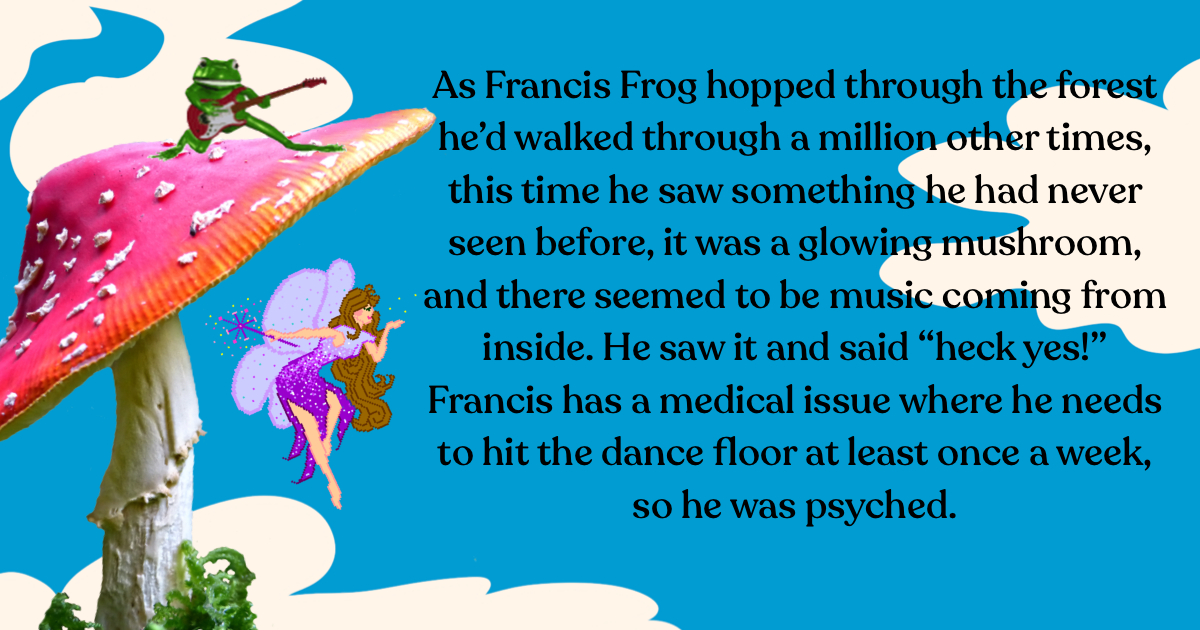 As Francis Frog hopped through the forest
he’d walked through a million other times,
this time he saw something he had never
seen before, it was a glowing mushroom,
and there seemed to be music coming from
inside. He saw it and said “heck yes!”
Francis has a medical issue where he needs
to hit the dance floor at least once a week,
so he was psyched.